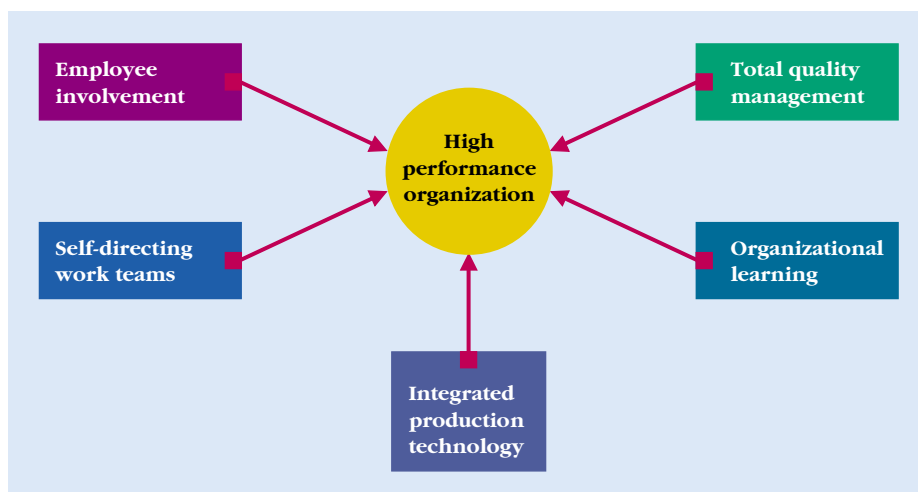 Employee
involvement
Total quality
management
High
performance
organization
Self-directing
work teams
Organizational
learning
Integrated
production
technology